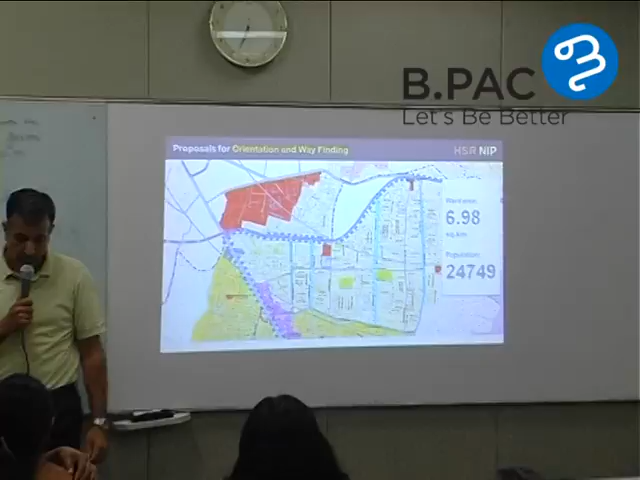 B.PAC
Let's Be Better
Proposals for Orientation and Way Finding
HSR NIP
Ward area:
6.98
sq.km
Population:
24749